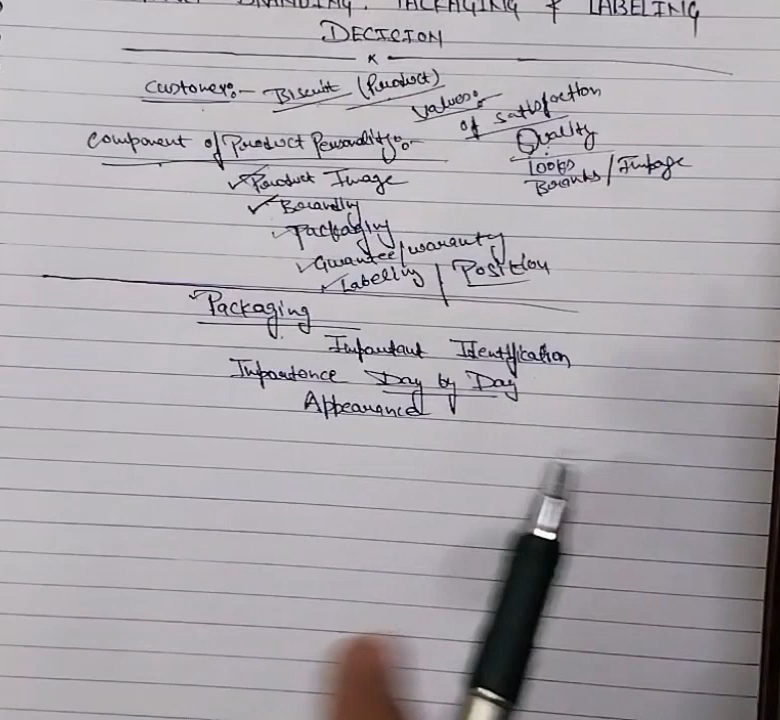 BRANDING. PACKAGING & LABELING
DECISION
x
Customer:- Biscuit (Product)
Values:-
of satisfaction
Quality
Component of Product Personality:-
Looks
Brands / Image
✓ Product Image
✓ Branding
✓ Packaging
✓ Guarantee/waranty
✓ Labeling / Position
Packaging
Important Identification
Importance Day by Day
Appearance